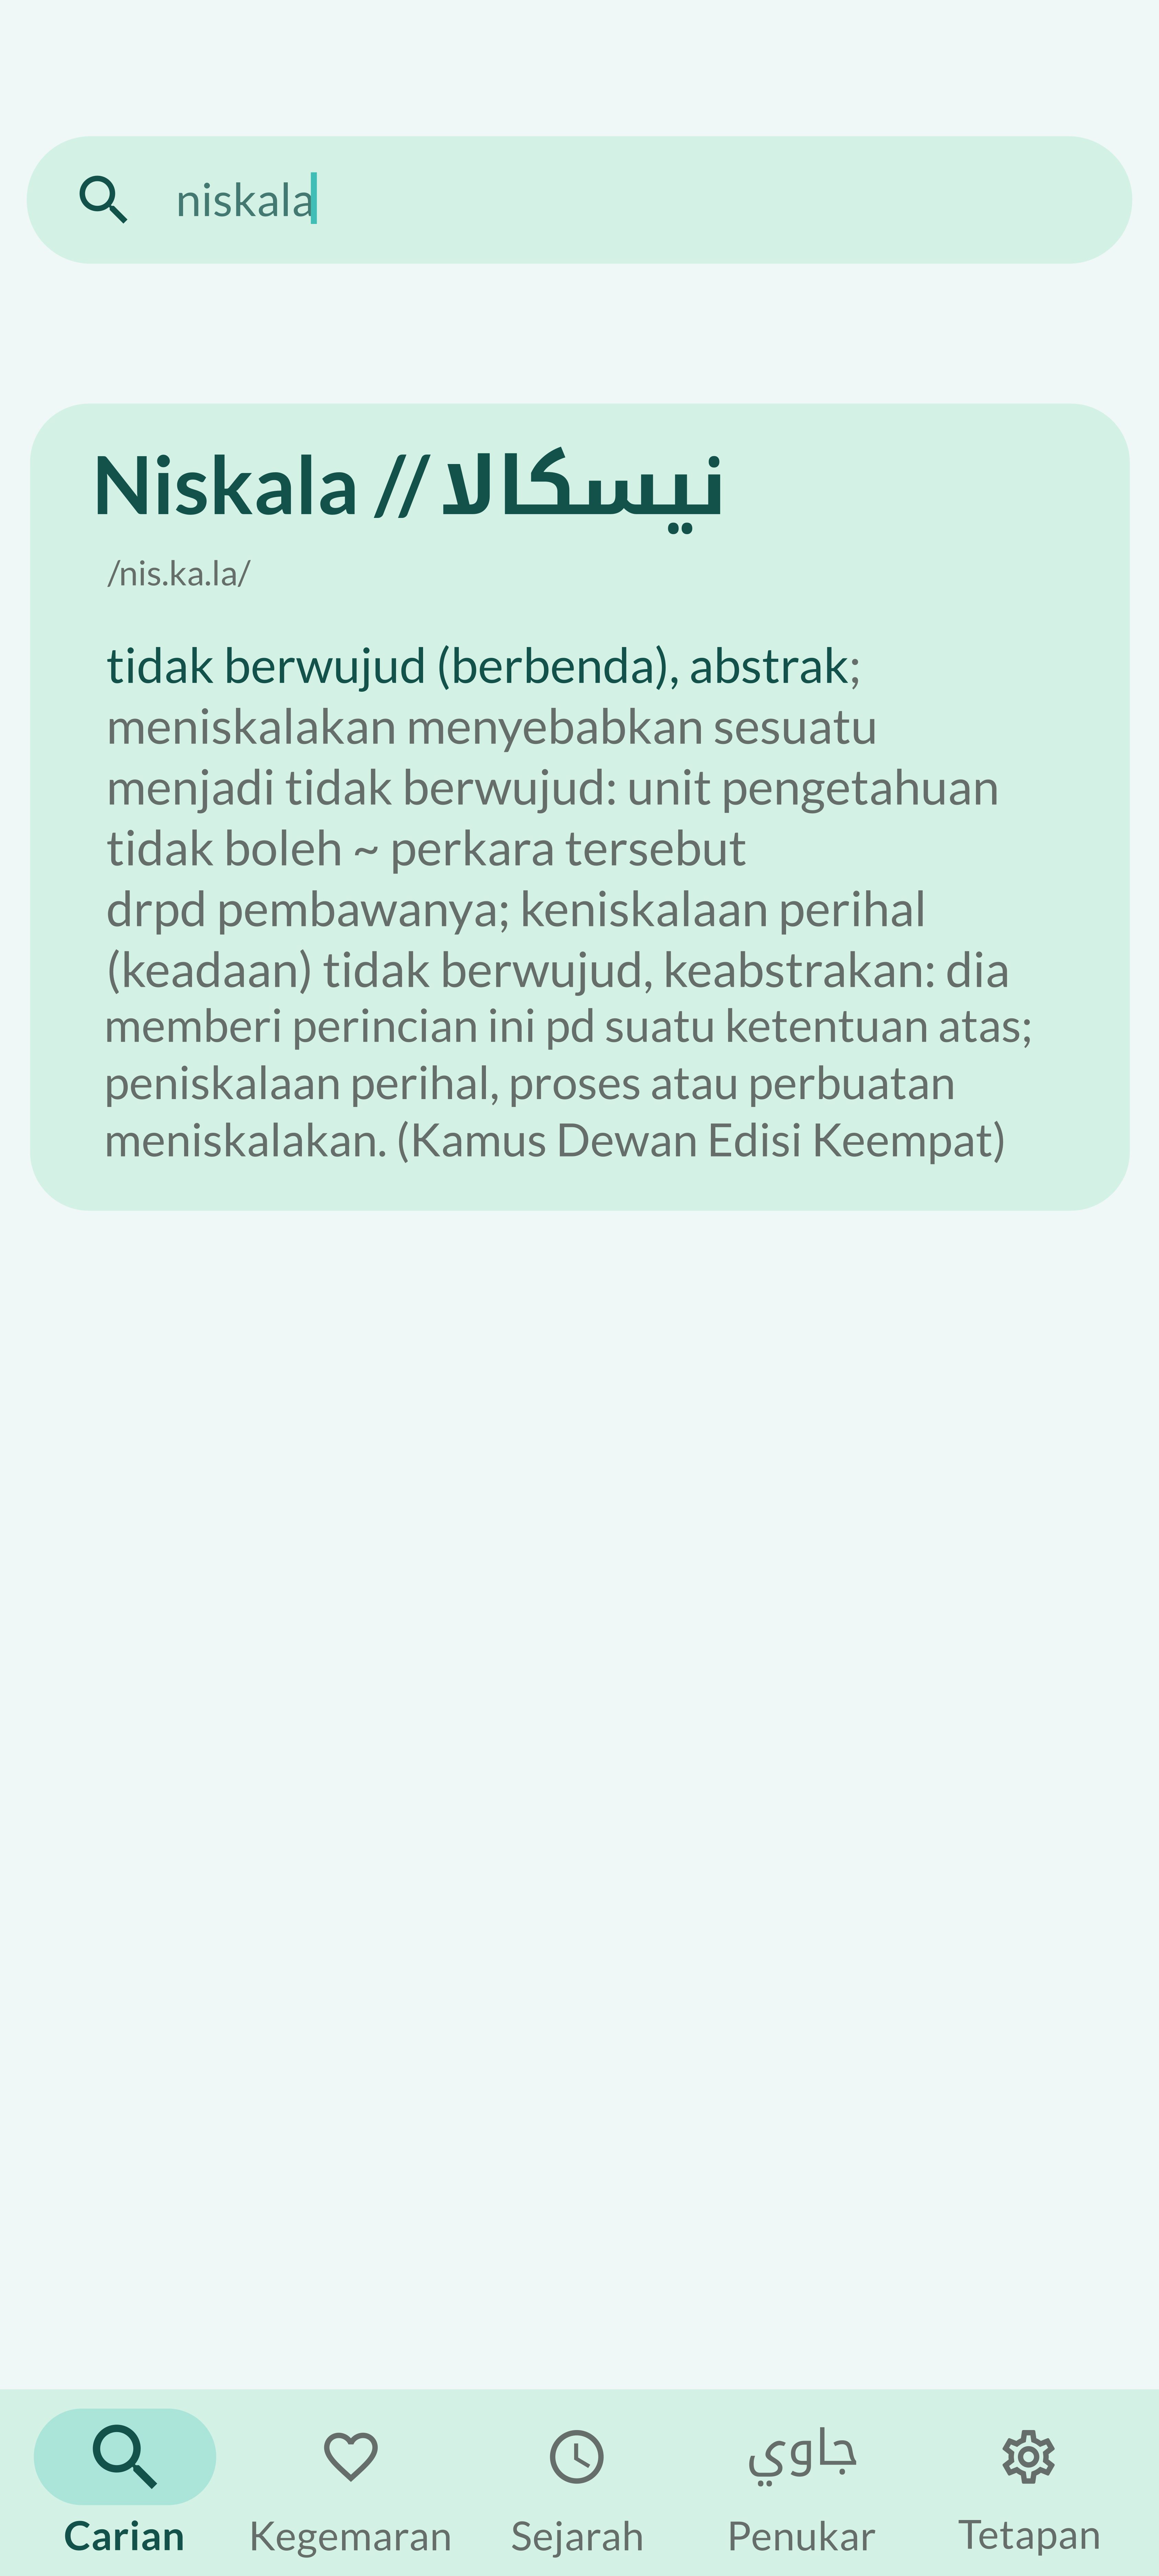 niskala
Niskala // نيسكالا
/nis.ka.la/
tidak berwujud (berbenda), abstrak;
meniskalakan menyebabkan sesuatu
menjadi tidak berwujud: unit pengetahuan
tidak boleh ~ perkara tersebut
drpd pembawanya; keniskalaan perihal
(keadaan) tidak berwujud, keabstrakan: dia
memberi perincian ini pd suatu ketentuan atas;
peniskalaan perihal, proses atau perbuatan
meniskalakan. (Kamus Dewan Edisi Keempat)
جاوي
Carian Kegemaran Sejarah Penukar Tetapan